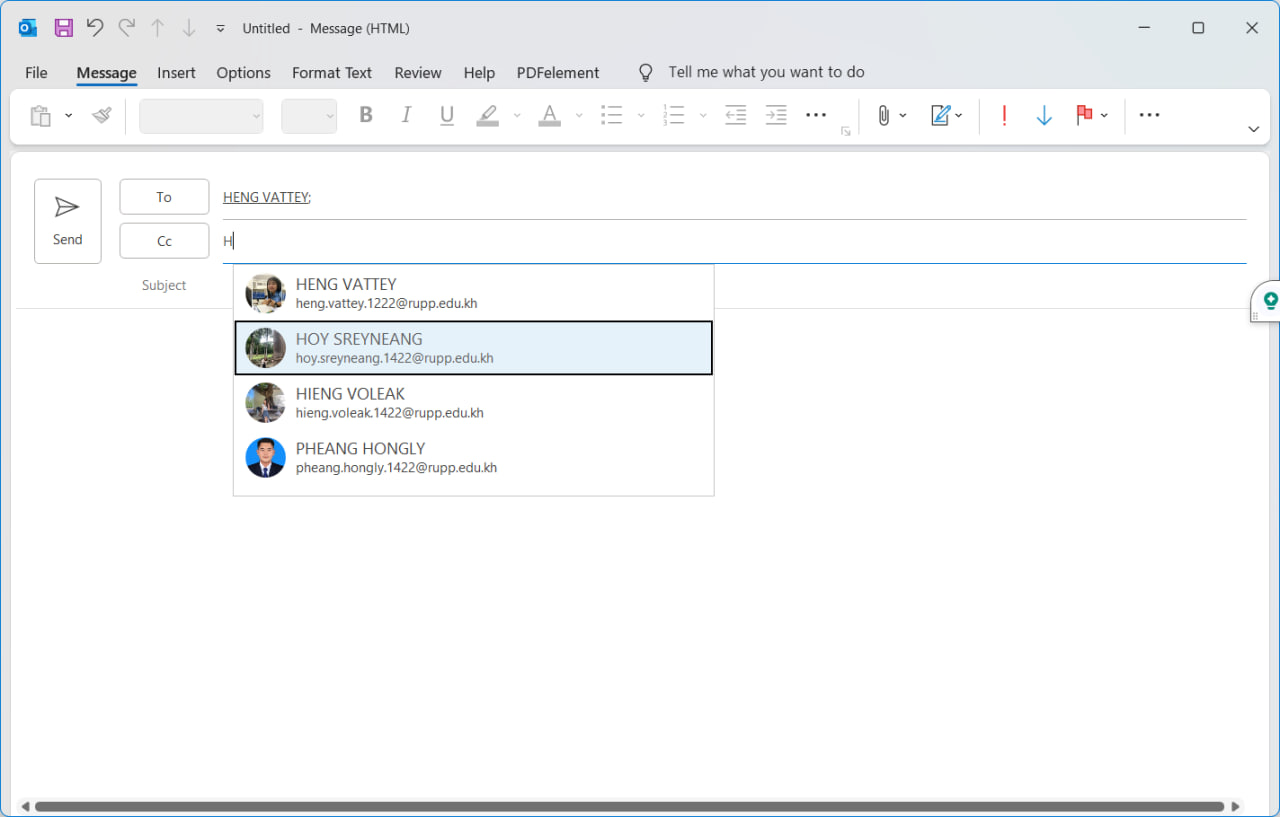 Untitled - Message (HTML)
File Message Insert Options Format Text Review Help PDFelement Tell me what you want to do
B I U A
Send
To HENG VATTEY;
Cc H
Subject
HENG VATTEY
heng.vattey.1222@rupp.edu.kh
HOY SREYNEANG
hoy.sreyneang.1422@rupp.edu.kh
HIENG VOLEAK
hieng.voleak.1422@rupp.edu.kh
PHEANG HONGLY
pheang.hongly.1422@rupp.edu.kh